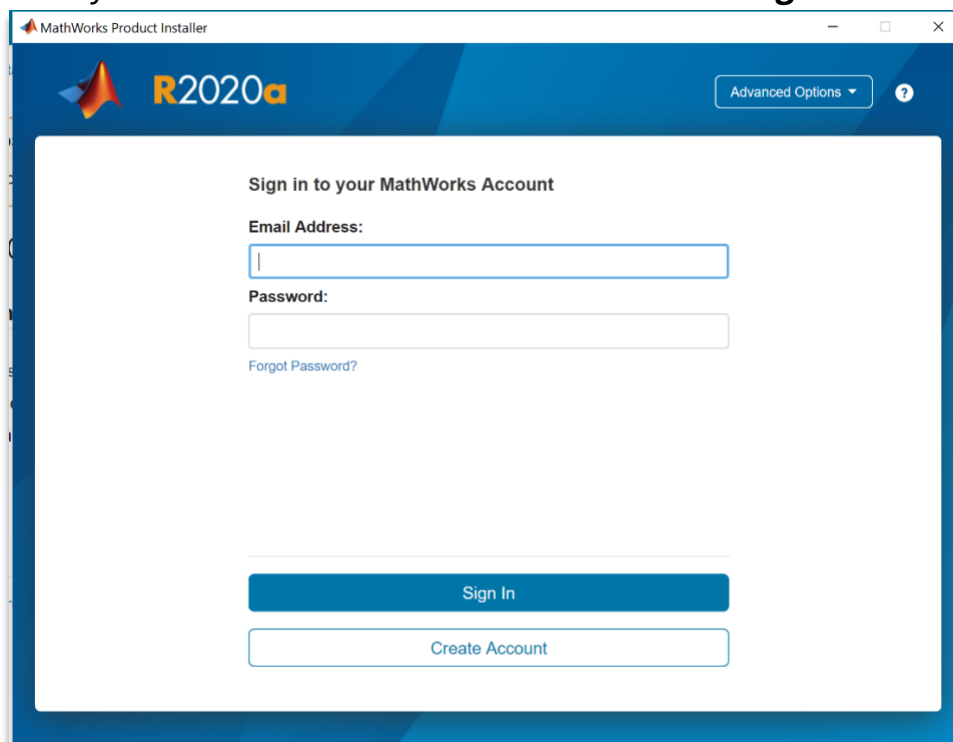 MathWorks Product Installer
R2020a
Advanced Options
?
Sign in to your MathWorks Account
Email Address:
Password:
Forgot Password?
Sign In
Create Account